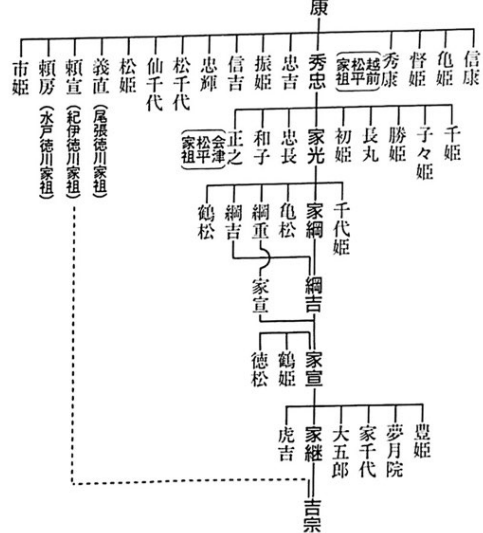 康
信康
亀姫
督姫
秀康
（越前松平家祖）
秀忠
忠吉
振姫
信吉
忠輝
松千代
仙千代
松姫
義直（尾張徳川家祖）
頼宣（紀伊徳川家祖）
頼房（水戸徳川家祖）
市姫
千姫
子々姫
勝姫
長丸
初姫
家光
忠長
和子
正之
（会津松平家祖）
千代姫
家綱
亀松
綱重
綱吉
鶴松
綱吉
家宣
家宣
鶴姫
徳松
豊姫
夢月院
家千代
大五郎
家継
虎吉
吉宗